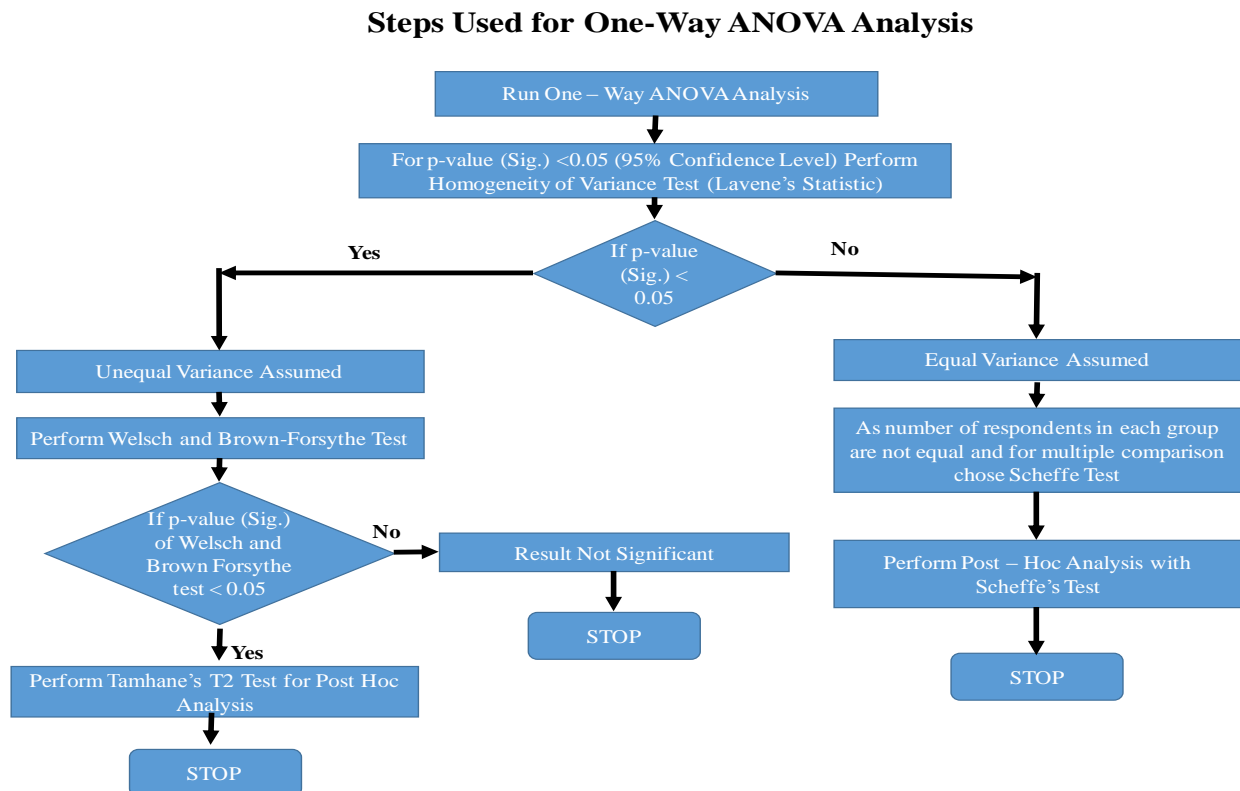 Steps Used for One-Way ANOVA Analysis
Run One – Way ANOVA Analysis
For p-value (Sig.) <0.05 (95% Confidence Level) Perform
Homogeneity of Variance Test (Lavene's Statistic)
If p-value
(Sig.) <
0.05
Yes
No
Unequal Variance Assumed
Perform Welsch and Brown-Forsythe Test
If p-value (Sig.)
of Welsch and
Brown Forsythe
test < 0.05
No
Result Not Significant
STOP
Yes
Perform Tamhane's T2 Test for Post Hoc
Analysis
STOP
Equal Variance Assumed
As number of respondents in each group
are not equal and for multiple comparison
chose Scheffe Test
Perform Post – Hoc Analysis with
Scheffe's Test
STOP